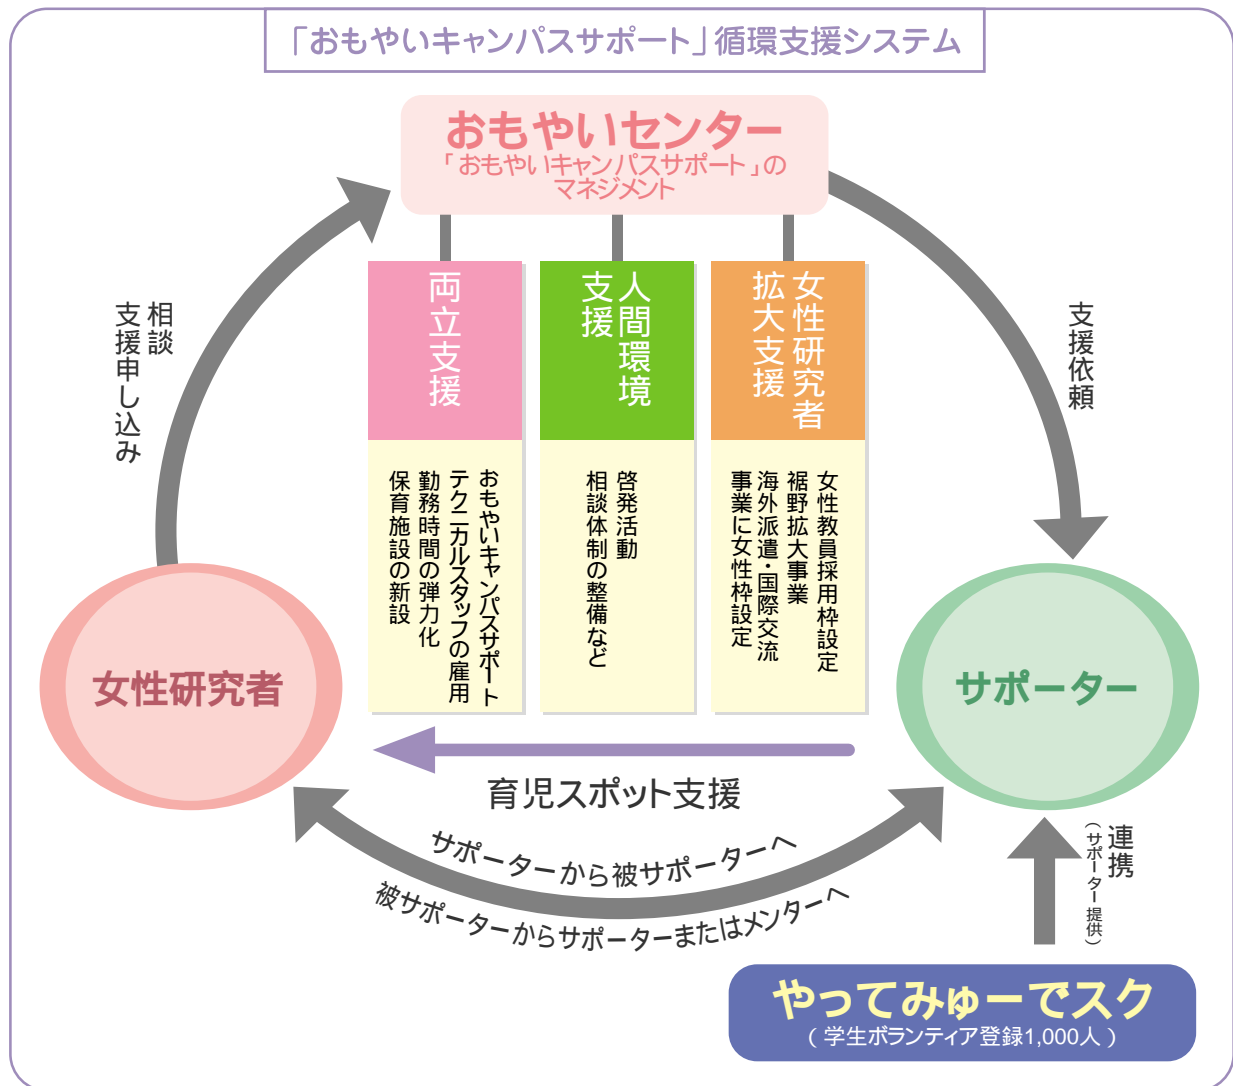 「おもやいキャンパスサポート」循環支援システム
おもやいセンター
「おもやいキャンパスサポート」の
マネジメント
相談
支援申し込み
両立支援
人間環境
支援
女性研究者
拡大支援
支援依頼
おもやいキャンパスサポート
テクニカルスタッフの雇用
勤務時間の弾力化
保育施設の新設
啓発活動
相談体制の整備など
女性教員採用枠設定
裾野拡大事業
海外派遣・国際交流
事業に女性枠設定
女性研究者
サポーター
育児スポット支援
サポーターから被サポーターへ
被サポーターからサポーターまたはメンターへ
連携
（サポーター提供）
やってみゅーでスク
（学生ボランティア登録1,000人）